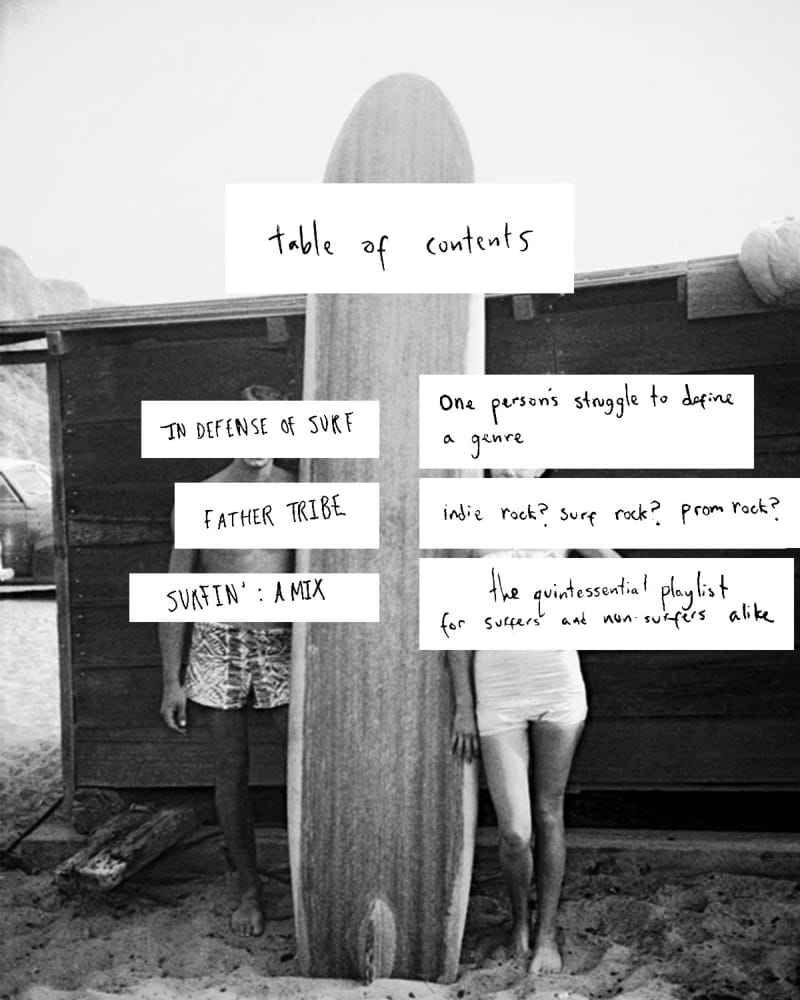 table of contents
IN DEFENSE OF SURF
One person's struggle to define
a genre
FATHER TRIBE
indie rock? surf rock? prom rock?
SURFIN' : A MIX
the quintessential playlist
for surfers and non-surfers alike